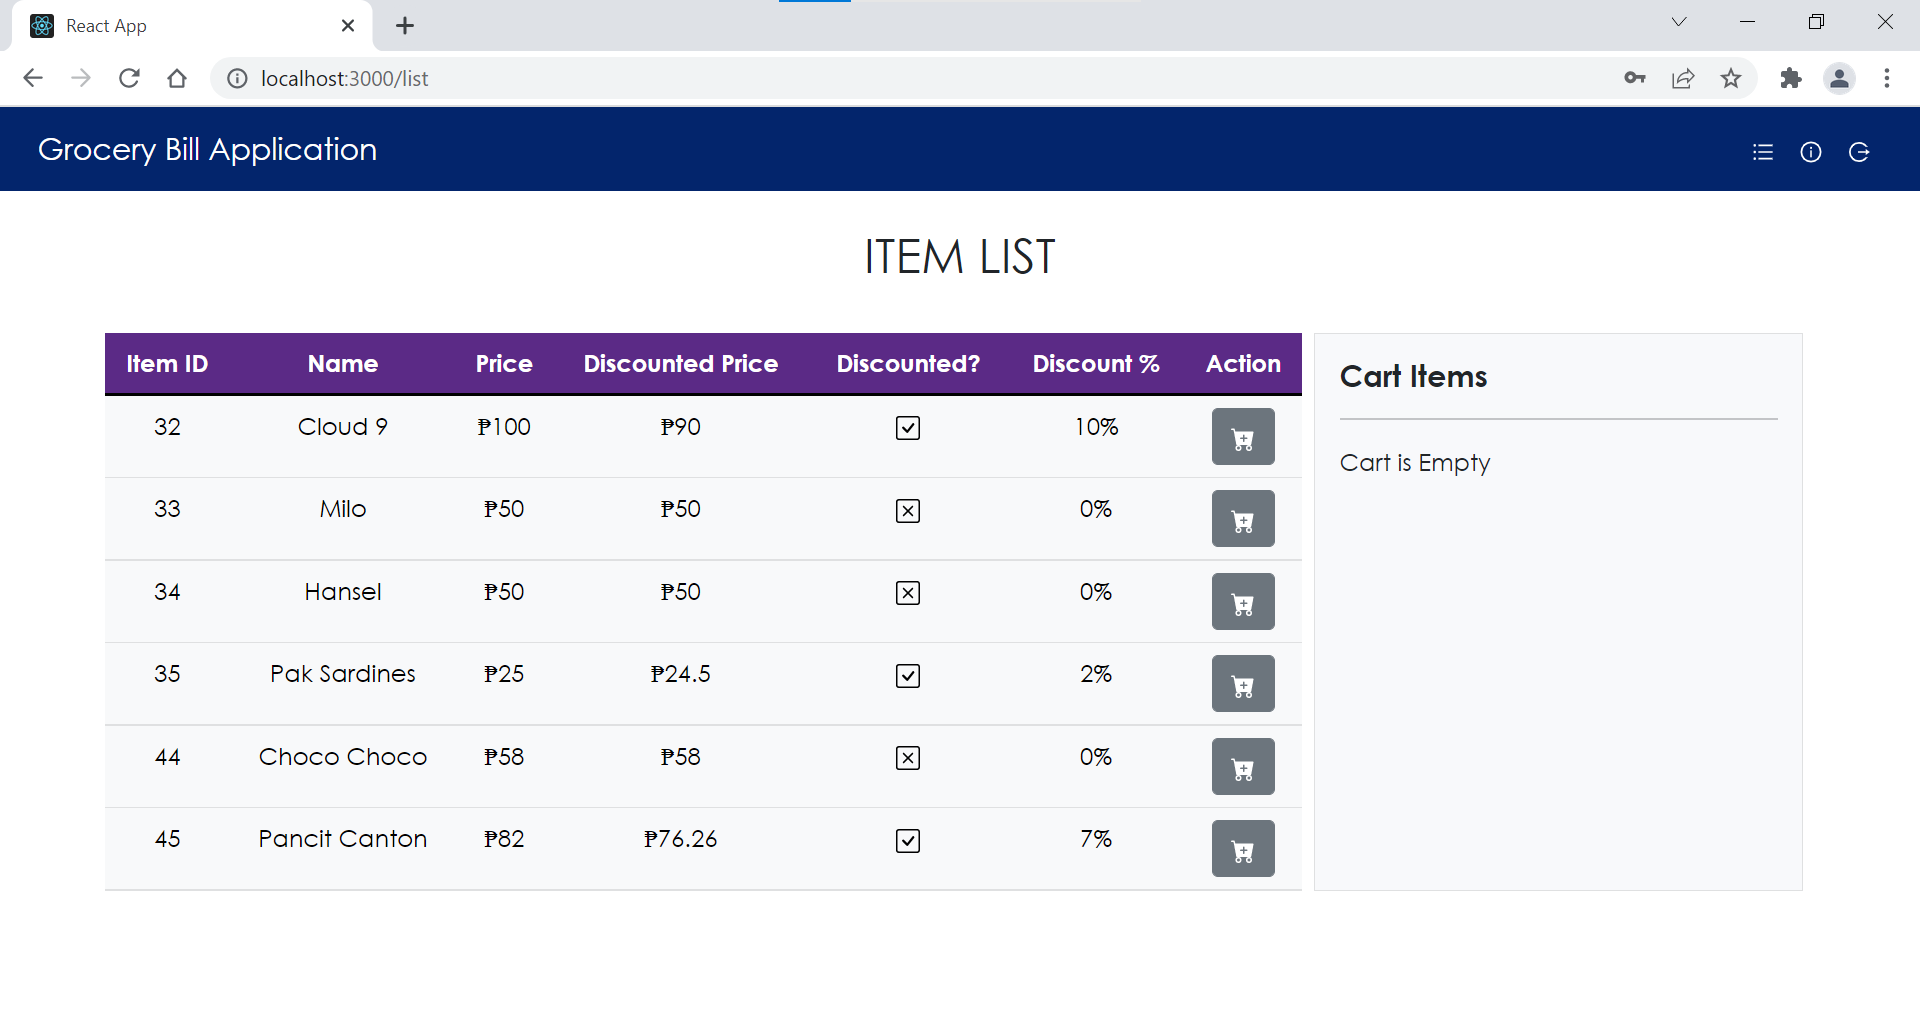 React App
localhost:3000/list
Grocery Bill Application
ITEM LIST
Item ID Name Price Discounted Price Discounted? Discount % Action
32 Cloud 9 ₱100 ₱90 10%
33 Milo ₱50 ₱50 0%
34 Hansel ₱50 ₱50 0%
35 Pak Sardines ₱25 ₱24.5 2%
44 Choco Choco ₱58 ₱58 0%
45 Pancit Canton ₱82 ₱76.26 7%
Cart Items
Cart is Empty